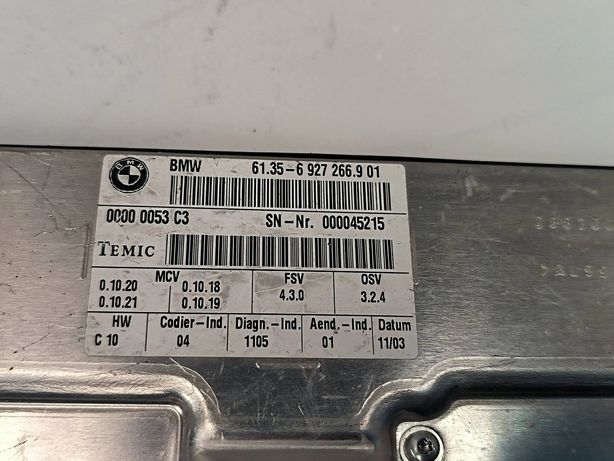 BMW
BMW 61.35-6 927 266.9 01
0000 0053 C3 SN-Nr. 000045215
TEMIC
MCV FSV OSV
0.10.20 0.10.18 4.3.0 3.2.4
0.10.21 0.10.19
HW Codier-Ind. Diagn.-Ind. Aend.-Ind. Datum
C 10 04 1105 01 11/03